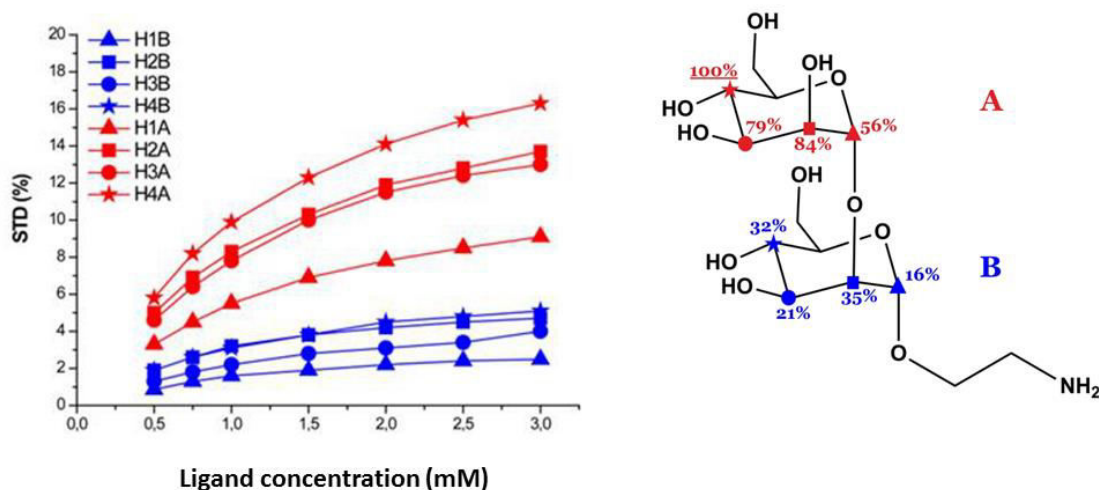 STD (%)
20
18
16
14
12
10
8
6
4
2
0
H1B
H2B
H3B
H4B
H1A
H2A
H3A
H4A
0,5
1,0
1,5
2,0
2,5
3,0
Ligand concentration (mM)
OH
OH
O
100%
HO
HO
79%
84%
56%
A
O
OH
O
32%
HO
HO
21%
35%
16%
B
O
NH2